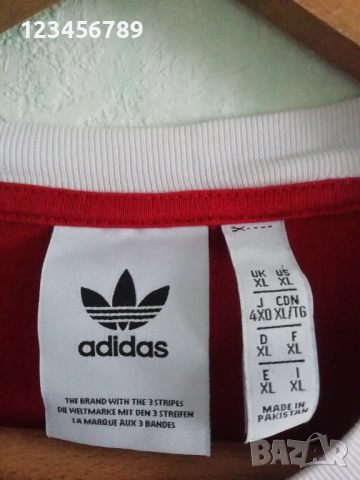 123456789
adidas
THE BRAND WITH THE 3 STRIPES
DIE WELTMARKE MIT DEN 3 STREIFEN
LA MARQUE AUX 3 BANDES
UK US
XL XL
J CDN
4XO XL/TG
D F
XL XL
E I
XL XL
MADE IN
PAKISTAN
BAZAR